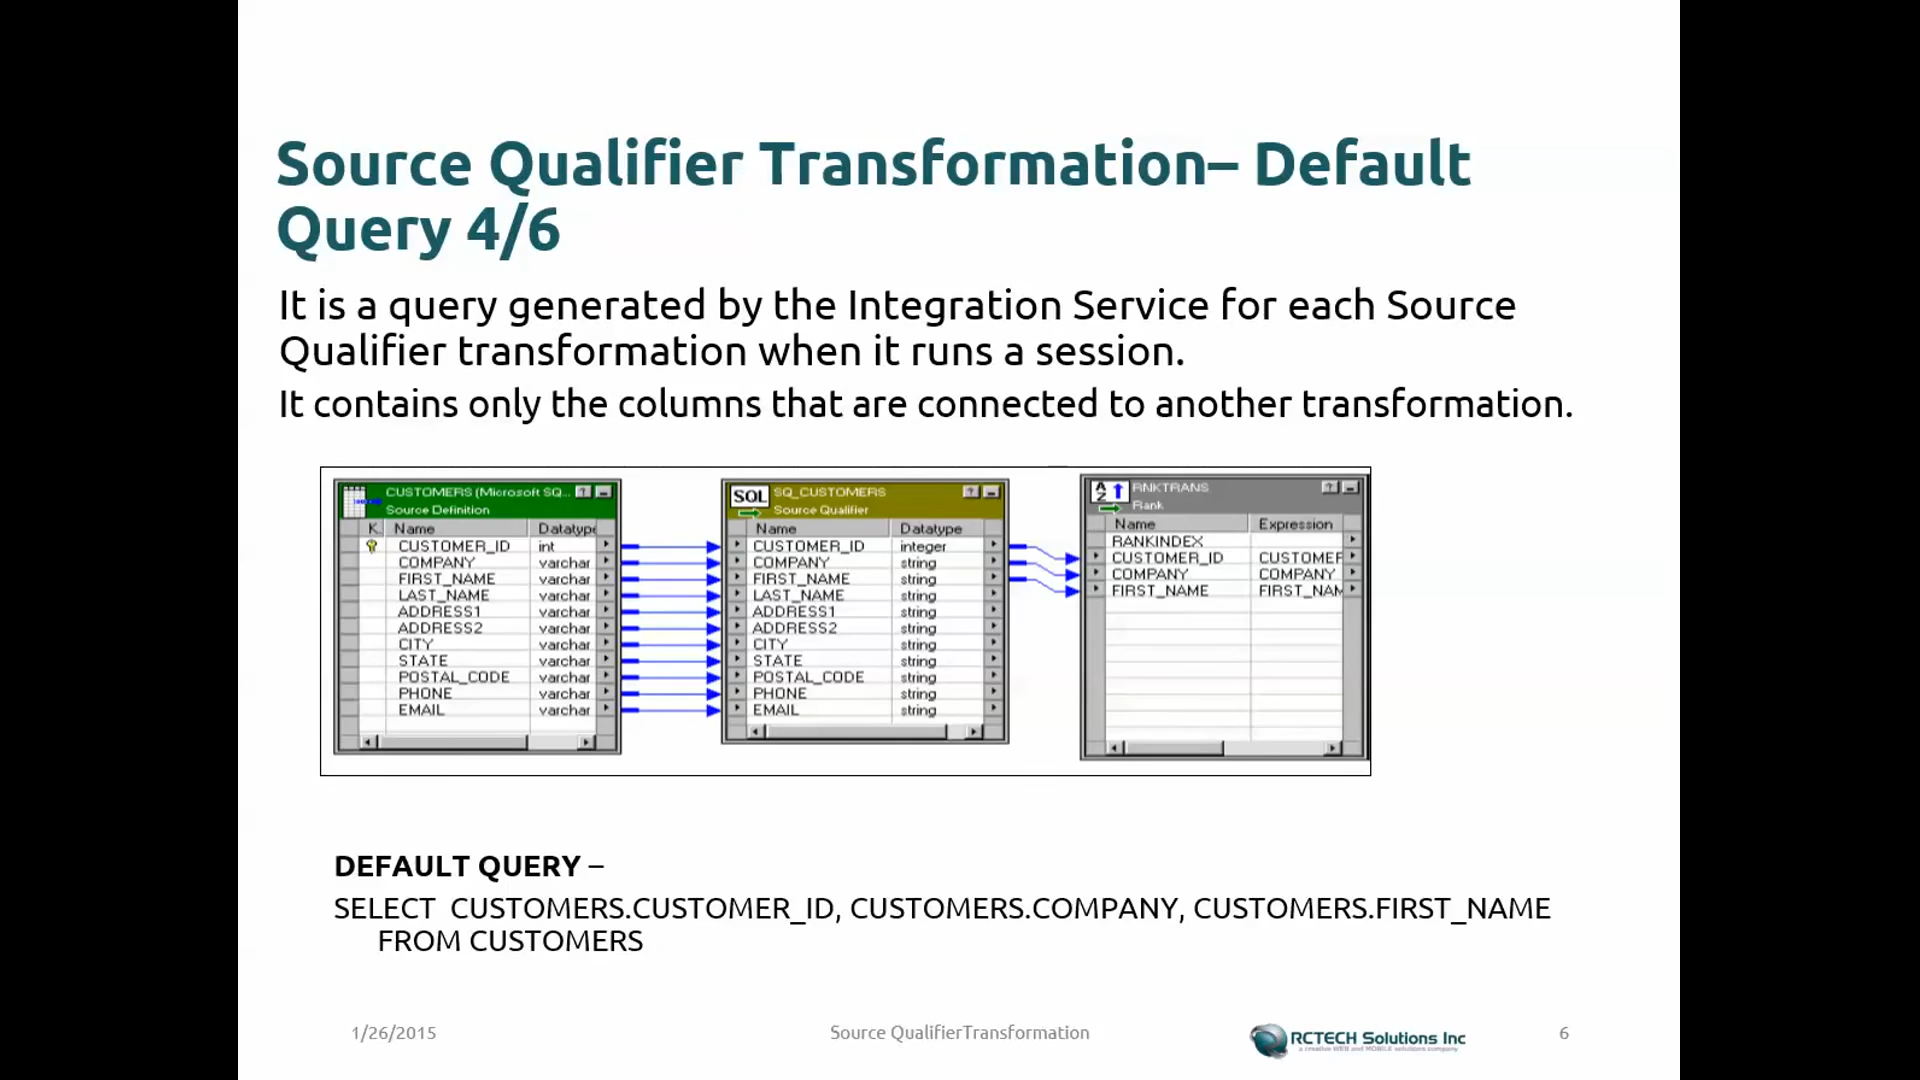 Source Qualifier Transformation– Default
Query 4/6
It is a query generated by the Integration Service for each Source
Qualifier transformation when it runs a session.
It contains only the columns that are connected to another transformation.
CUSTOMERS (Microsoft SQ...
Source Definition
K. Name Datatype
CUSTOMER_ID int
COMPANY varchar
FIRST_NAME varchar
LAST_NAME varchar
ADDRESS1 varchar
ADDRESS2 varchar
CITY varchar
STATE varchar
POSTAL_CODE varchar
PHONE varchar
EMAIL varchar
SQL SQ_CUSTOMERS
Source Qualifier
Name Datatype
CUSTOMER_ID integer
COMPANY string
FIRST_NAME string
LAST_NAME string
ADDRESS1 string
ADDRESS2 string
CITY string
STATE string
POSTAL_CODE string
PHONE string
EMAIL string
AZ RNKTRANS
Rank
Name Expression
RANKINDEX
CUSTOMER_ID CUSTOMER
COMPANY COMPANY
FIRST_NAME FIRST_NAM
DEFAULT QUERY –
SELECT CUSTOMERS.CUSTOMER_ID, CUSTOMERS.COMPANY, CUSTOMERS.FIRST_NAME
FROM CUSTOMERS
1/26/2015
Source QualifierTransformation
RCTECH Solutions Inc
a creative WEB and MOBILE solutions company
6